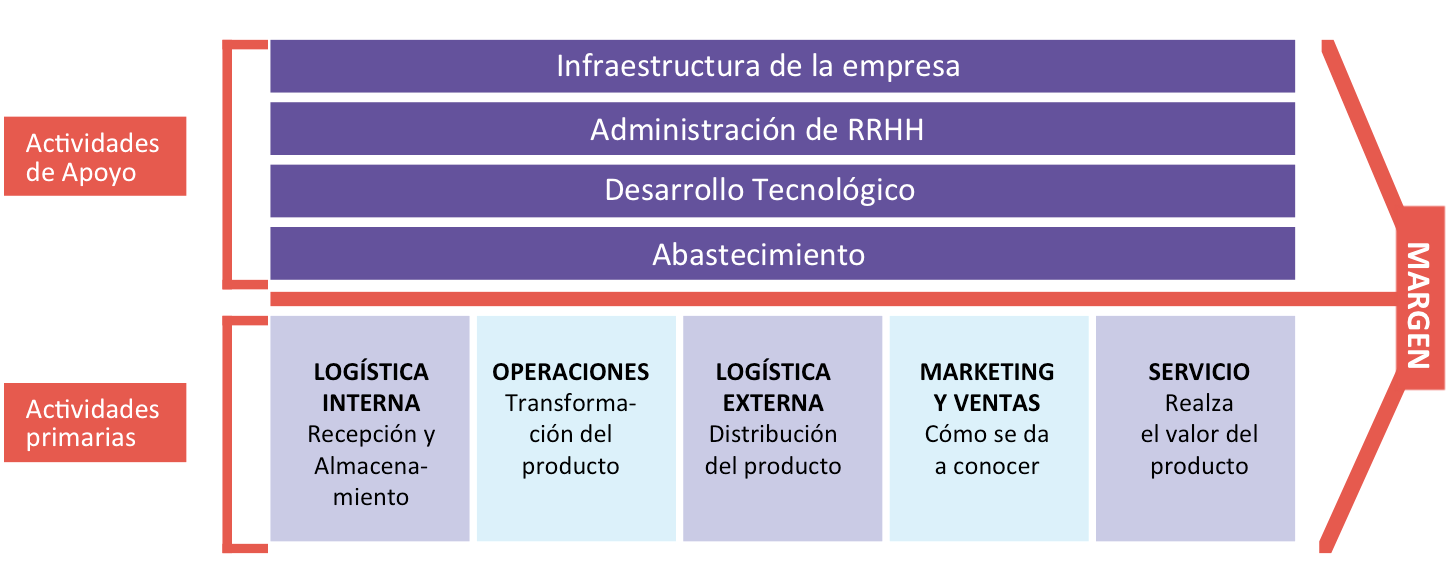 Actividades
de Apoyo
Infraestructura de la empresa
Administración de RRHH
Desarrollo Tecnológico
Abastecimiento
Actividades
primarias
LOGÍSTICA
INTERNA
Recepción y
Almacena-
miento
OPERACIONES
Transforma-
ción del
producto
LOGÍSTICA
EXTERNA
Distribución
del producto
MARKETING
Y VENTAS
Cómo se da
a conocer
SERVICIO
Realza
el valor del
producto
MARGEN